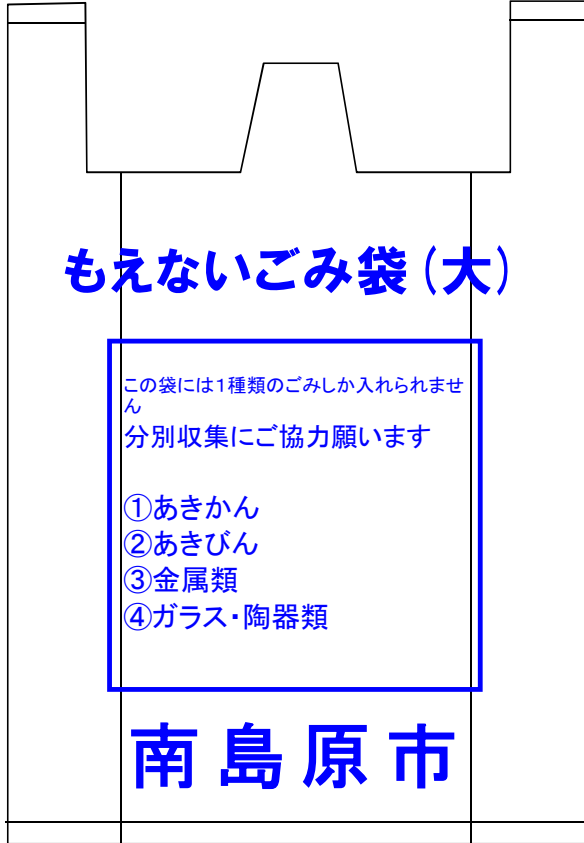 もえないごみ袋(大)
この袋には1種類のごみしか入れられませ
ん
分別収集にご協力願います
①あきかん
②あきびん
③金属類
④ガラス・陶器類
南島原市